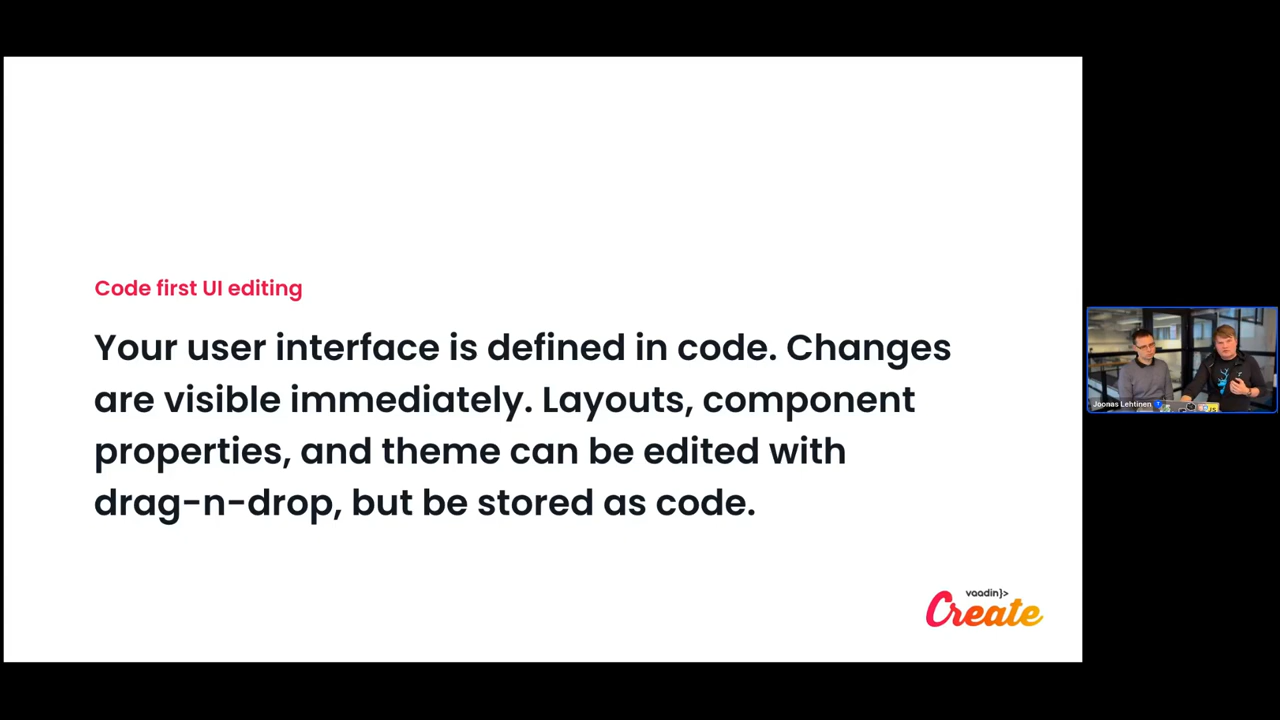 Code first UI editing
Your user interface is defined in code. Changes
are visible immediately. Layouts, component
properties, and theme can be edited with
drag-n-drop, but be stored as code.
vaadin}>
Create
Joonas Lehtinen